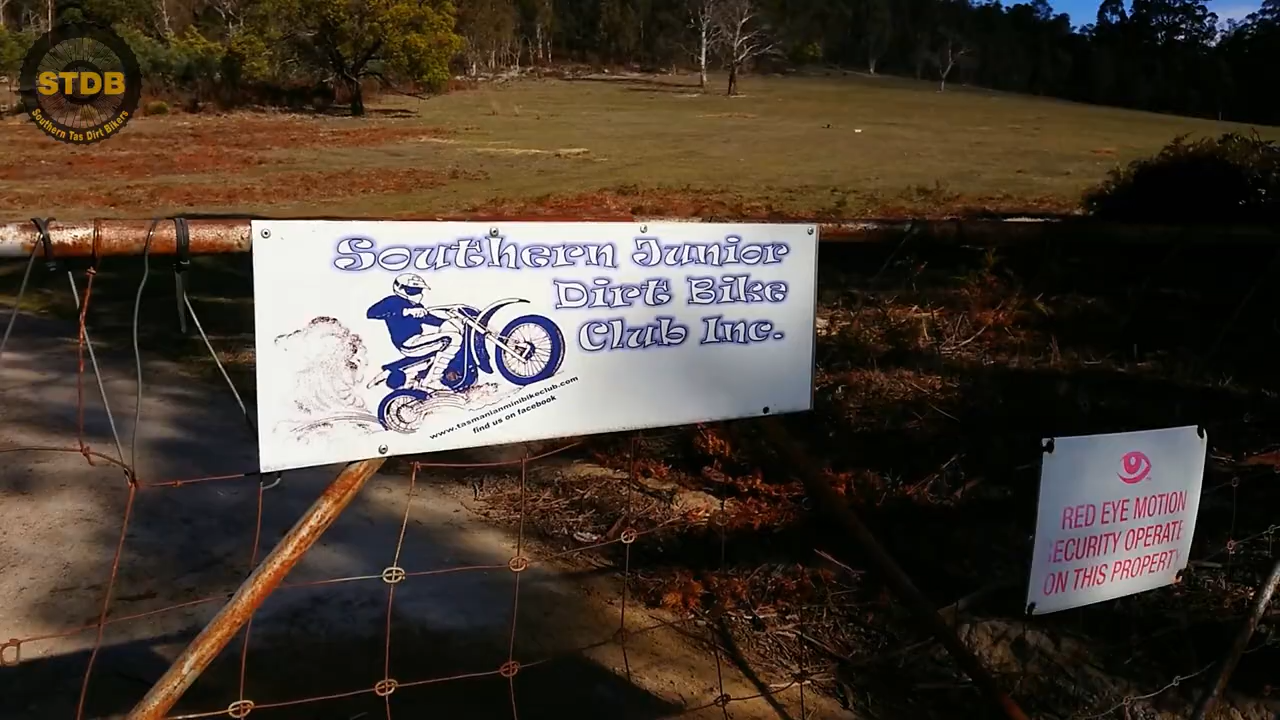 STDB
Southern Tas Dirt Bikers
Southern Junior
Dirt Bike
Club Inc.
www.tasmanianminibikeclub.com
find us on facebook
RED EYE MOTION
ECURITY OPERATE
ON THIS PROPERTY